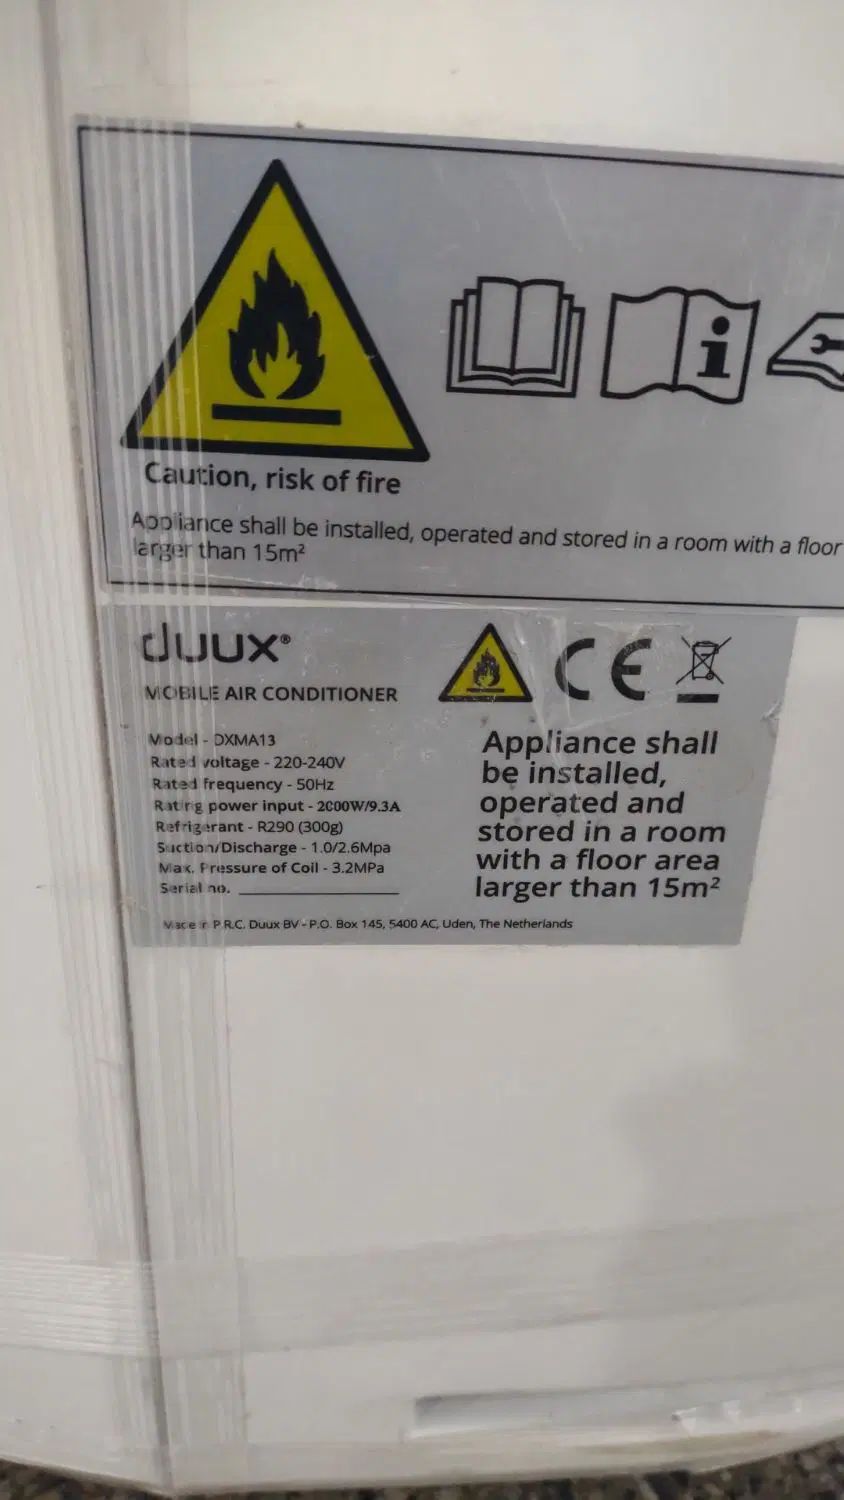 Caution, risk of fire
Appliance shall be installed, operated and stored in a room with a floor
larger than 15m²
duux®
MOBILE AIR CONDITIONER
Model - DXMA13
Rated voltage - 220-240V
Rated frequency - 50Hz
Rating power input - 2000W/9.3A
Refrigerant - R290 (300g)
Suction/Discharge - 1.0/2.6Mpa
Max. Pressure of Coil - 3.2MPa
Serial no.
Made in P.R.C. Duux BV - P.O. Box 145, 5400 AC, Uden, The Netherlands
CE
Appliance shall
be installed,
operated and
stored in a room
with a floor area
larger than 15m²